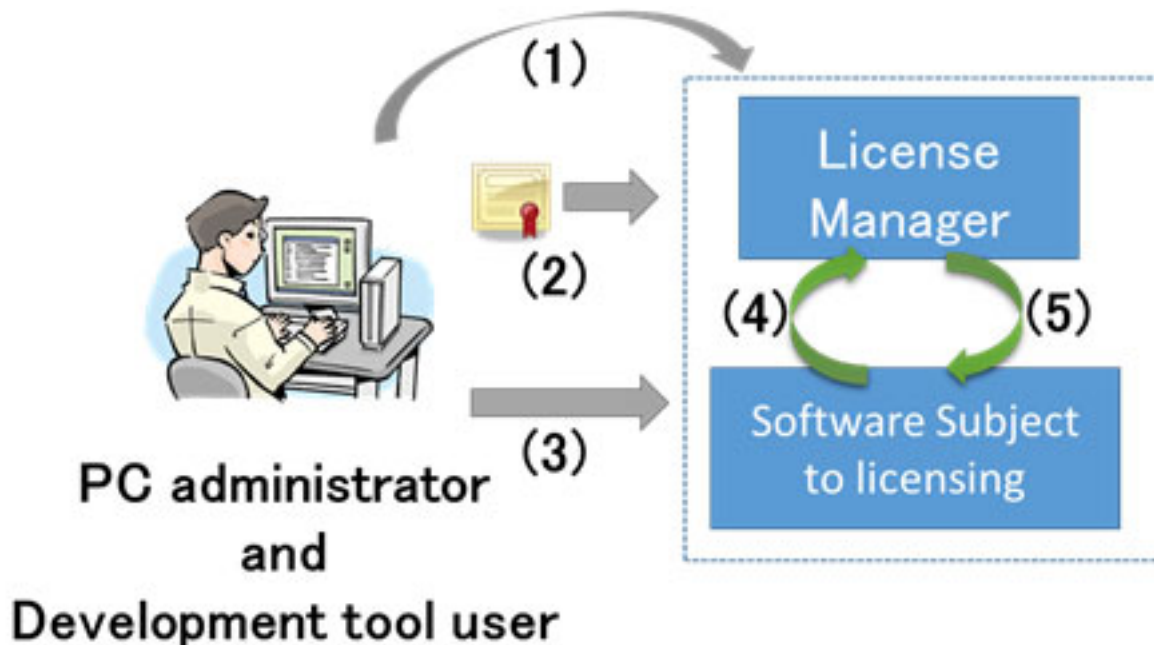 (1)
License
Manager
(2)
(4)
(5)
(3)
Software Subject
to licensing
PC administrator
and
Development tool user